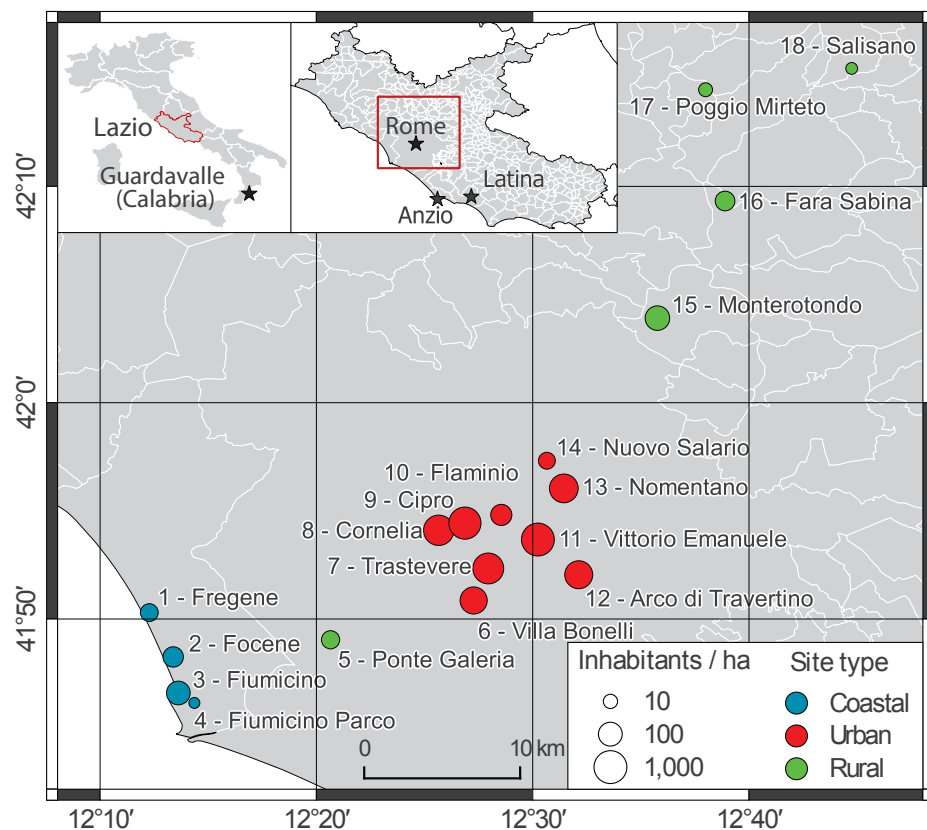 18 - Salisano
17 - Poggio Mirteto
Lazio
Rome
Guardavalle
(Calabria)
Latina
Anzio
42°10′
16 - Fara Sabina
15 - Monterotondo
42°0′
14 - Nuovo Salario
10 - Flaminio
13 - Nomentano
9 - Cipro
8 - Cornelia
11 - Vittorio Emanuele
7 - Trastevere
12 - Arco di Travertino
1 - Fregene
41°50′
6 - Villa Bonelli
2 - Focene
5 - Ponte Galeria
3 - Fiumicino
4 - Fiumicino Parco
0 10 km
Inhabitants / ha
10
100
1,000
Site type
Coastal
Urban
Rural
12°10′ 12°20′ 12°30′ 12°40′